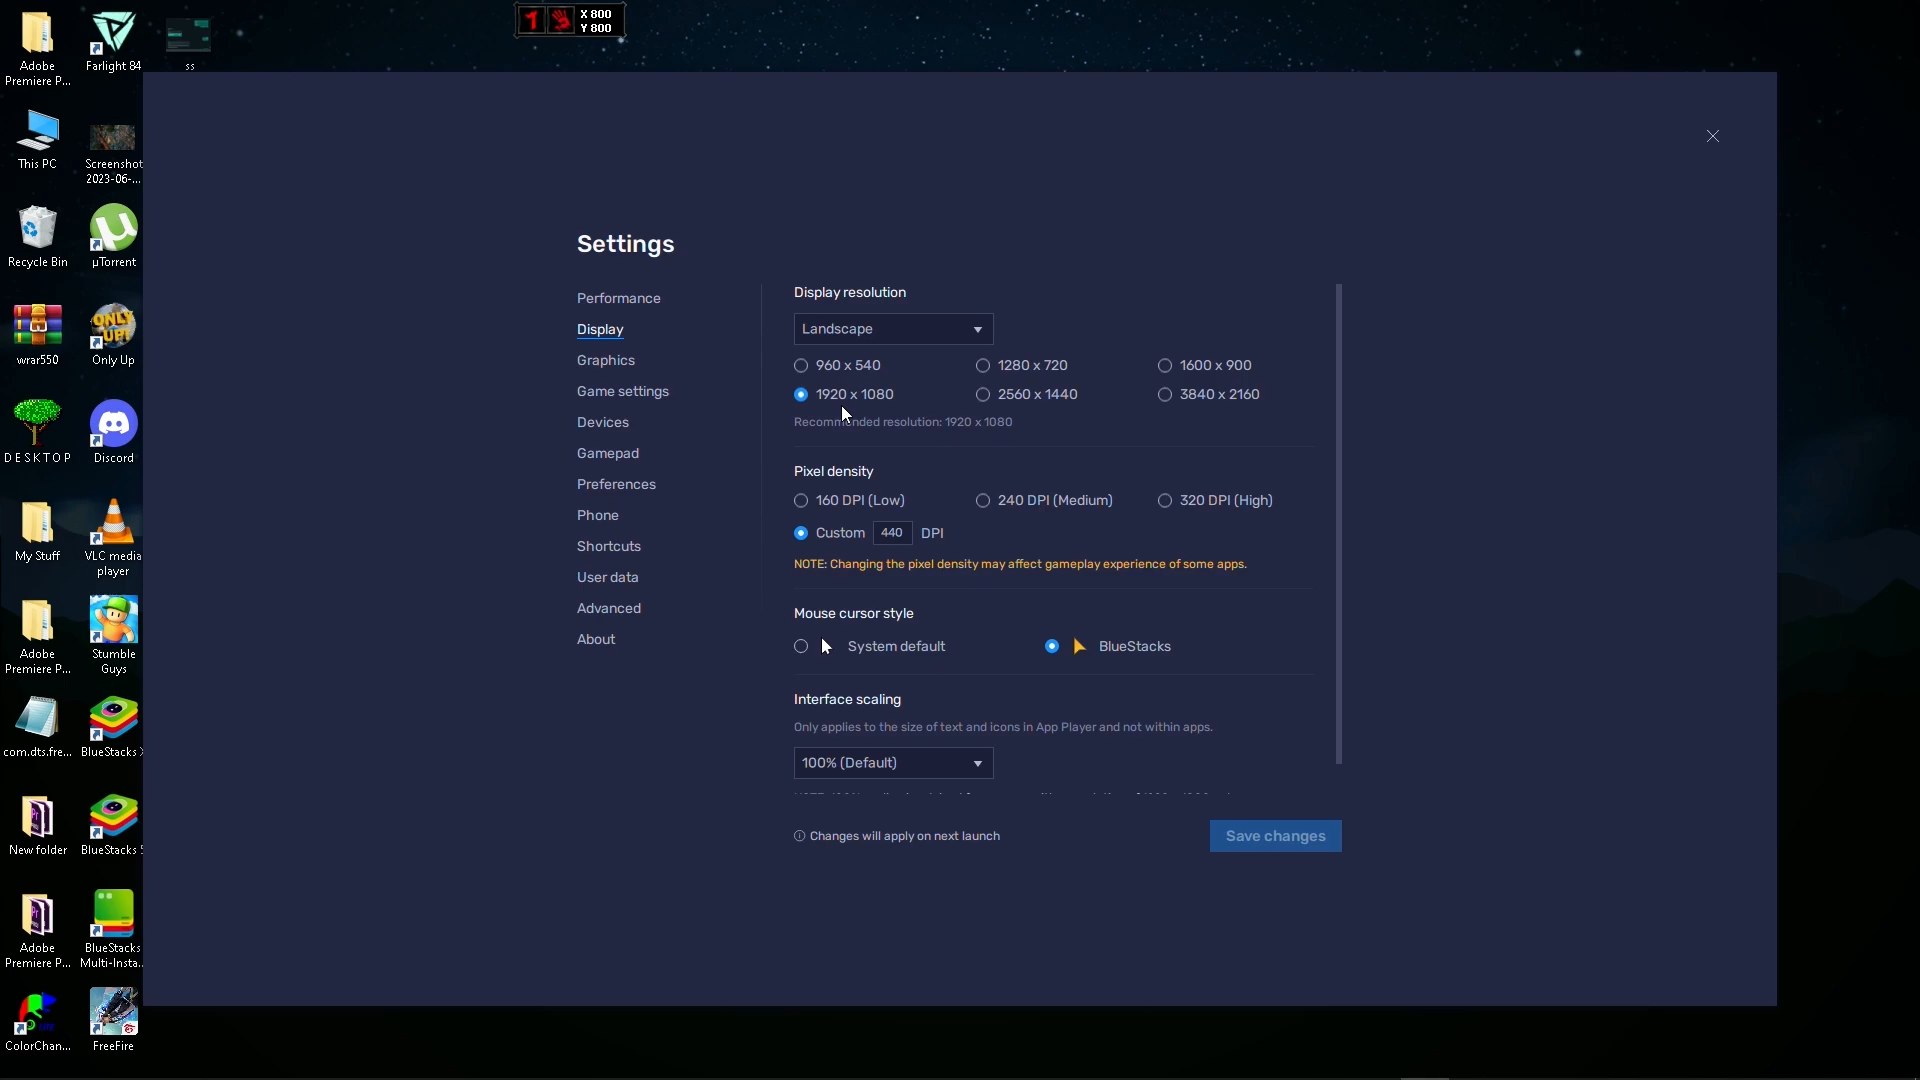 X 800
Y 800
Adobe
Premiere P...
Farlight 84
ss
This PC
Screenshot
2023-06-...
Recycle Bin
µTorrent
wrar550
ONLY
UP!
Only Up
D E S K T O P
Discord
My Stuff
VLC media
player
Adobe
Premiere P...
Stumble
Guys
com.dts.fre...
BlueStacks X
New folder
BlueStacks 5
Adobe
Premiere P...
BlueStacks
Multi-Insta...
ColorChan...
FreeFire
Settings
Performance
Display
Graphics
Game settings
Devices
Gamepad
Preferences
Phone
Shortcuts
User data
Advanced
About
Display resolution
Landscape
960 x 540
1280 x 720
1600 x 900
1920 x 1080
2560 x 1440
3840 x 2160
Recommended resolution: 1920 x 1080
Pixel density
160 DPI (Low)
240 DPI (Medium)
320 DPI (High)
Custom 440 DPI
NOTE: Changing the pixel density may affect gameplay experience of some apps.
Mouse cursor style
System default
BlueStacks
Interface scaling
Only applies to the size of text and icons in App Player and not within apps.
100% (Default)
Changes will apply on next launch
Save changes